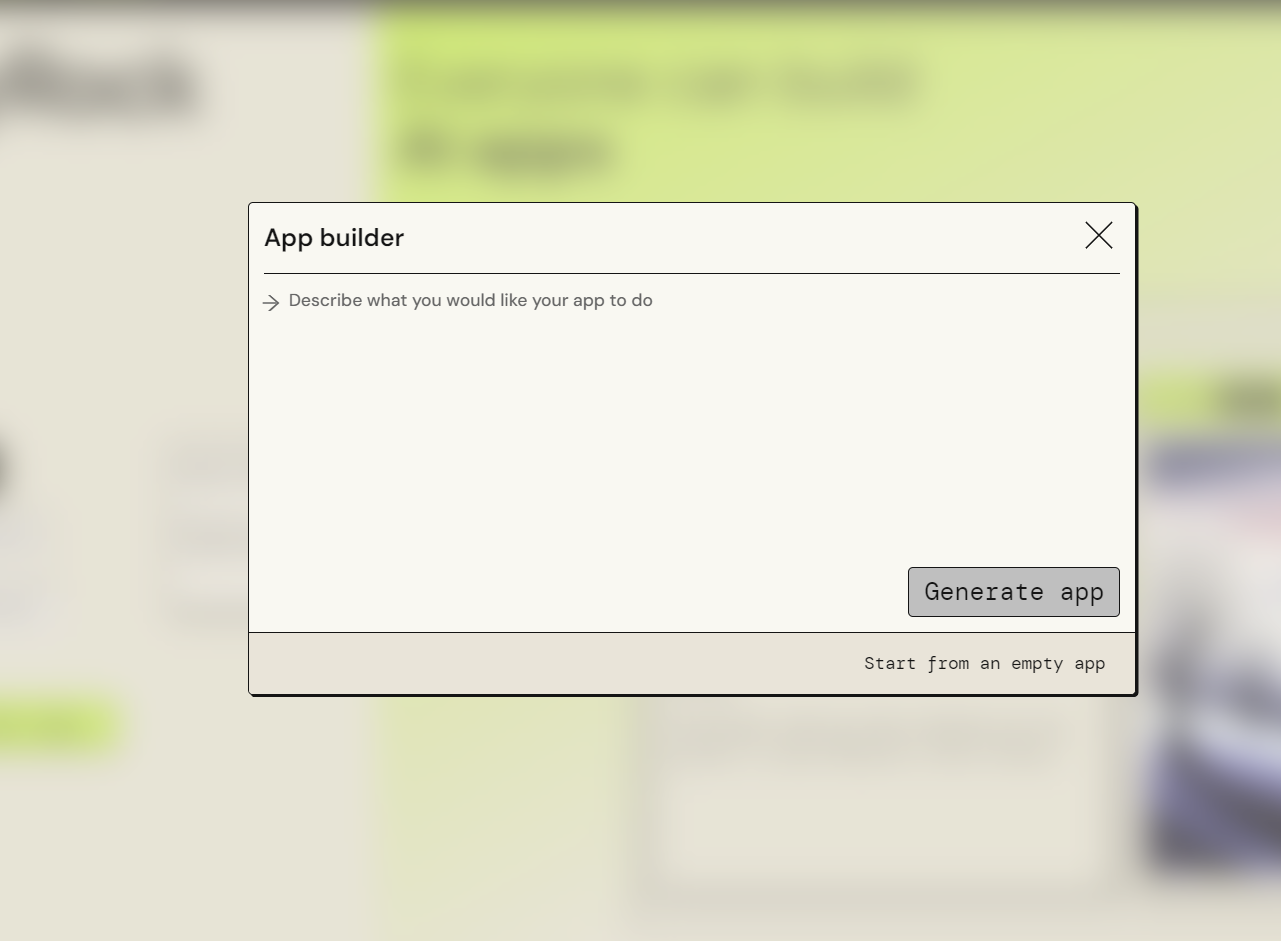 App builder
Describe what you would like your app to do
Generate app
Start from an empty app